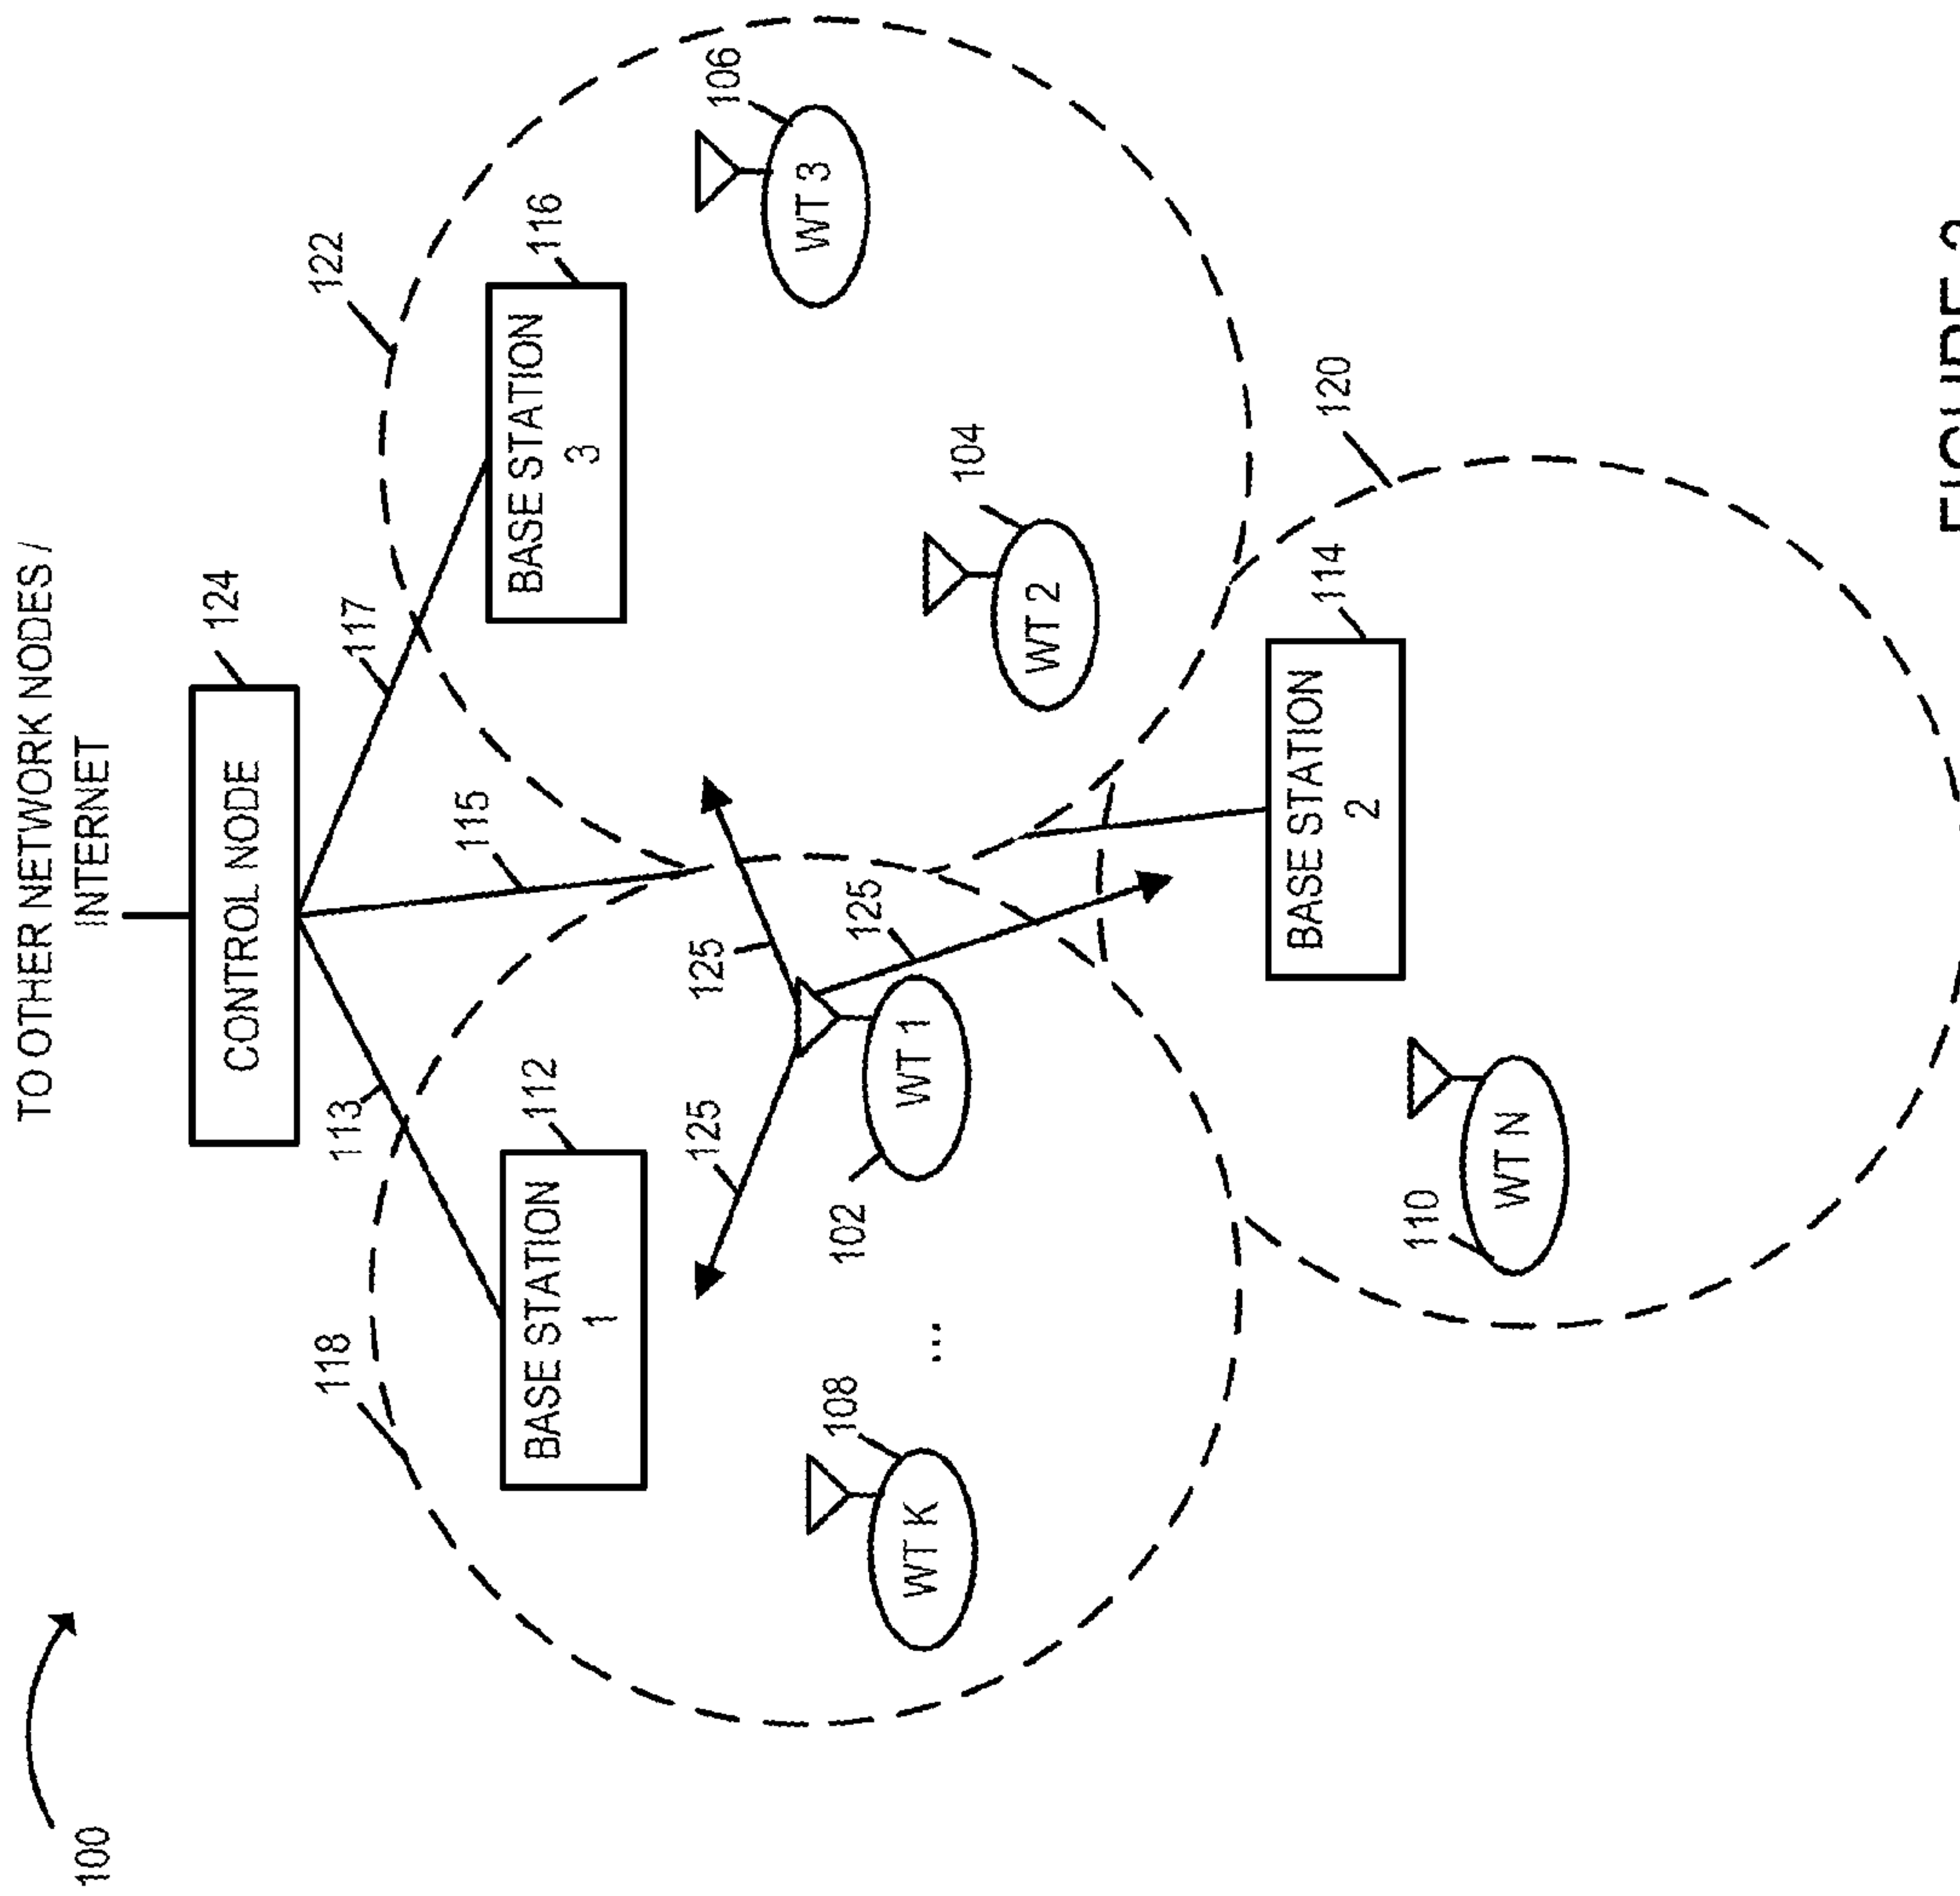 100
TO OTHER NETWORK NODES /
INTERNET
CONTROL NODE
124
113
115
117
118
122
BASE STATION
1
112
BASE STATION
3
116
125
125
125
WT K
108
...
102
WT 1
WT 2
104
WT 3
106
120
BASE STATION
2
114
110
WT N